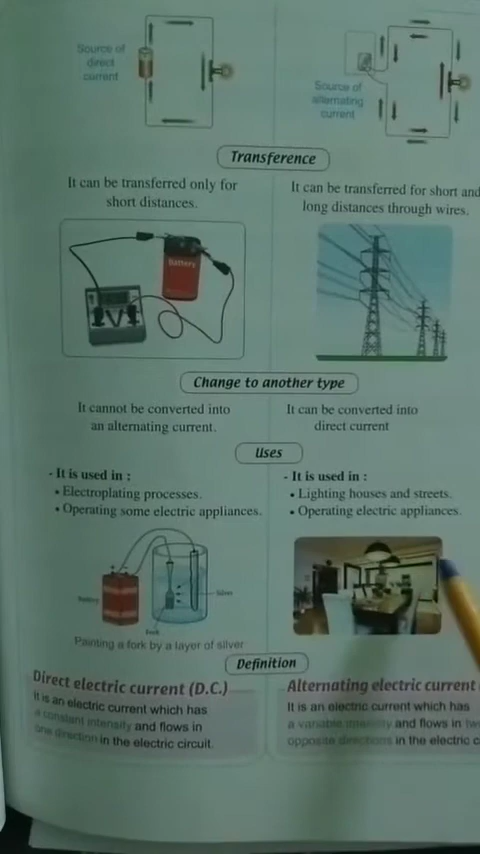 Source of
direct
current
Source of
alternating
current
Transference
It can be transferred only for
short distances.
It can be transferred for short and
long distances through wires.
Battery
Change to another type
It cannot be converted into
an alternating current.
It can be converted into
direct current
Uses
- It is used in :
• Electroplating processes.
• Operating some electric appliances.
- It is used in :
• Lighting houses and streets.
• Operating electric appliances.
Battery
Silver
Fork
Painting a fork by a layer of silver
Definition
Direct electric current (D.C.)
It is an electric current which has
a constant intensity and flows in
one direction in the electric circuit.
Alternating electric current
It is an electric current which has
a variable intensity and flows in
opposite directions in the electric